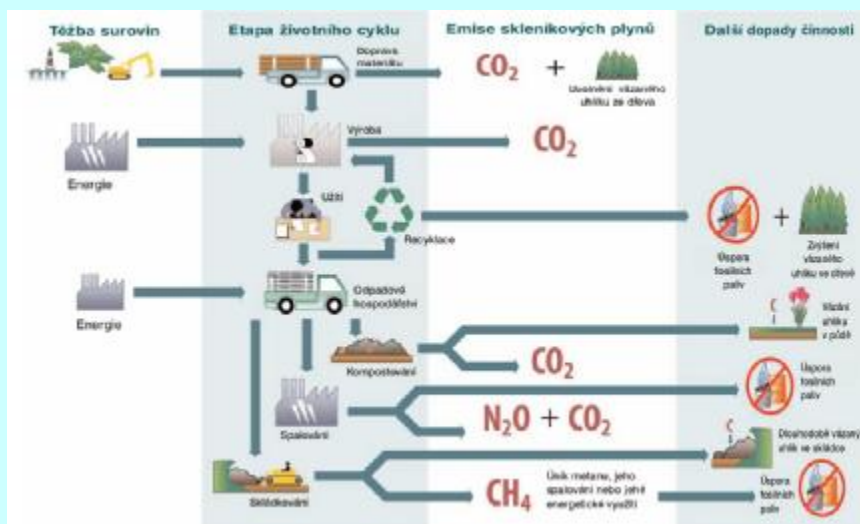 Těžba surovin
Etapa životního cyklu
Emise skleníkových plynů
Další dopady činnosti
Doprava
materiálu
CO2
+
Uvolnění vázaného
uhlíku ze dřeva
Energie
Výroba
CO2
Užití
Recyklace
+
Úspora
fosilních
paliv
Zvýšení
vázaného
uhlíku ve dřevě
Energie
Odpadové
hospodářství
C
Vázání
uhlíku
v půdě
Kompostování
CO2
Spalování
N2O + CO2
Úspora
fosilních
paliv
C
Dlouhodobě vázaný
uhlík ve skládce
Skládkování
CH4
Únik metanu, jeho
spalování nebo jeho
energetické využití
Úspora
fosilních
paliv